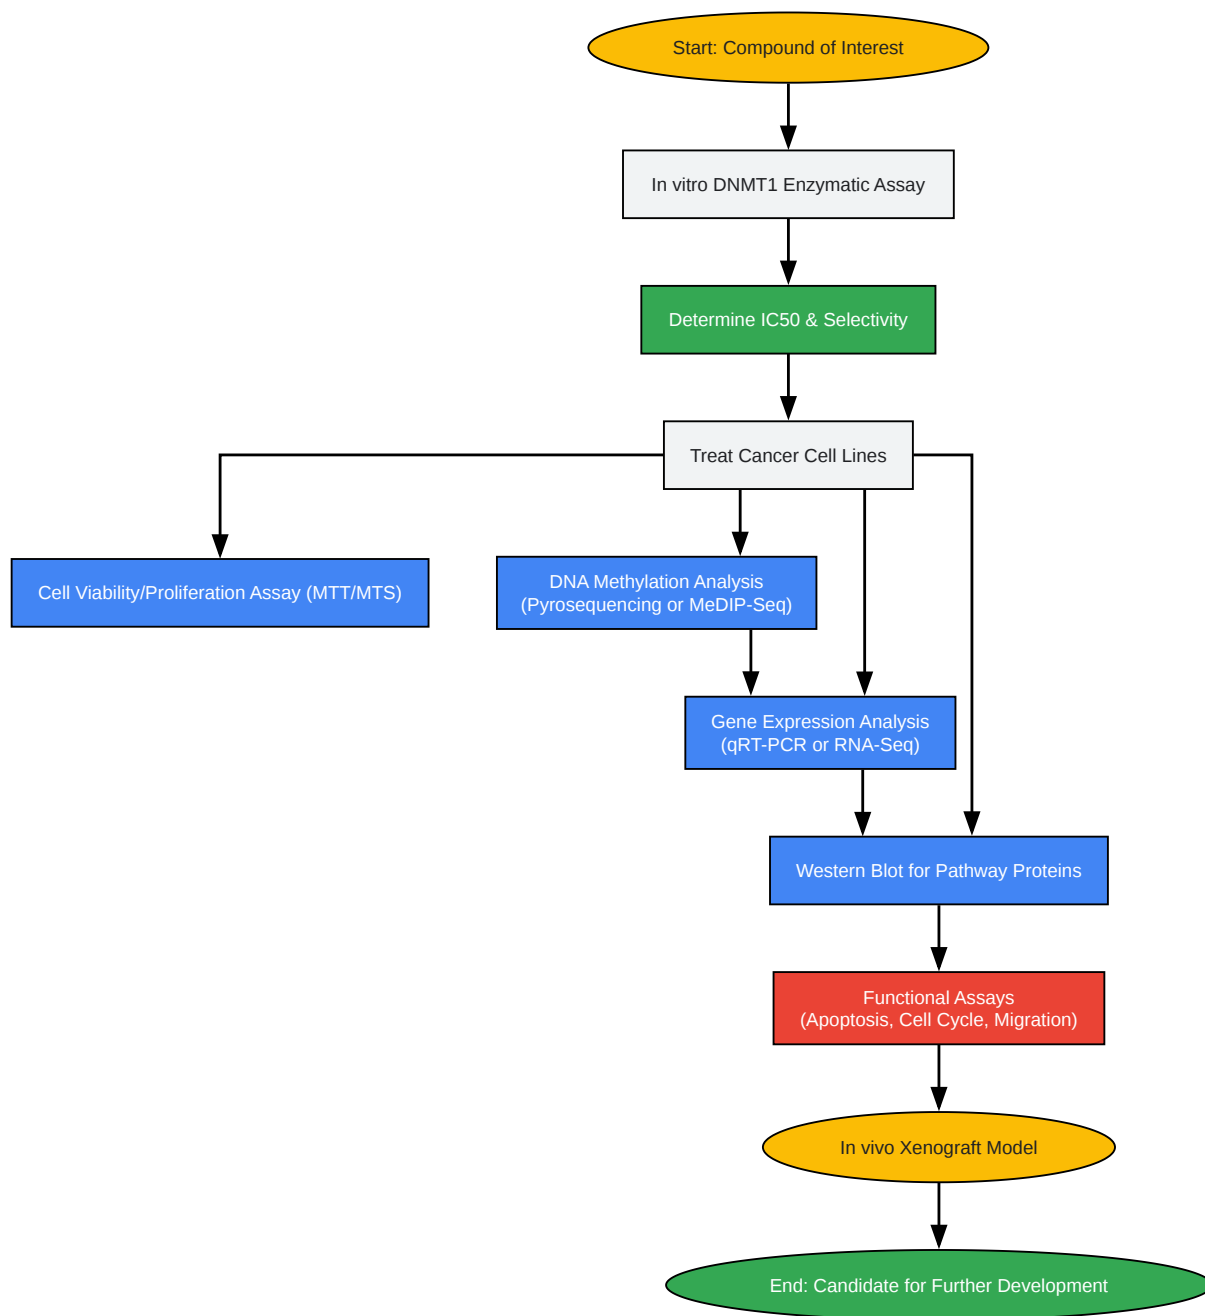 Start: Compound of Interest
In vitro DNMT1 Enzymatic Assay
Determine IC50 & Selectivity
Treat Cancer Cell Lines
Cell Viability/Proliferation Assay (MTT/MTS)
DNA Methylation Analysis
(Pyrosequencing or MeDIP-Seq)
Gene Expression Analysis
(qRT-PCR or RNA-Seq)
Western Blot for Pathway Proteins
Functional Assays
(Apoptosis, Cell Cycle, Migration)
In vivo Xenograft Model
End: Candidate for Further Development